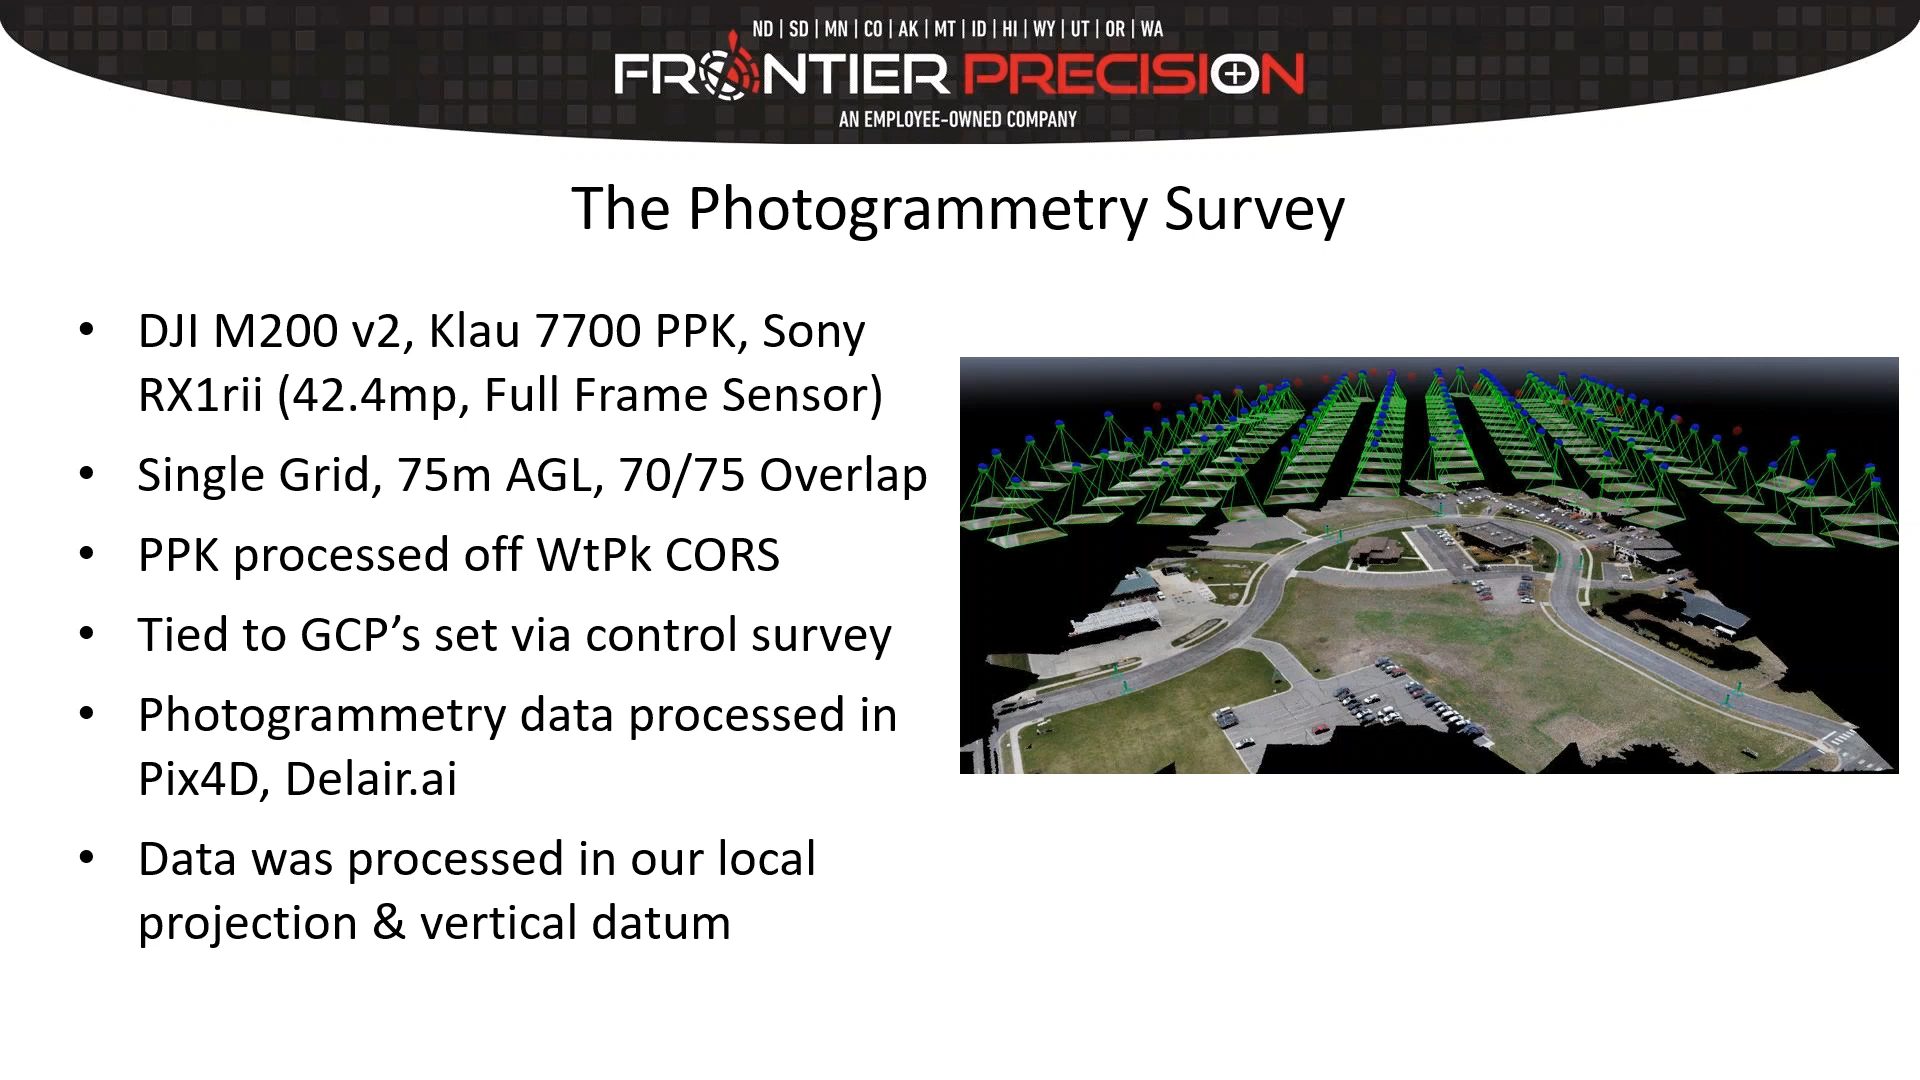 ND | SD | MN | CO | AK | MT | ID | HI | WY | UT | OR | WA
FRONTIER PRECISION
AN EMPLOYEE-OWNED COMPANY
The Photogrammetry Survey
• DJI M200 v2, Klau 7700 PPK, Sony
RX1rii (42.4mp, Full Frame Sensor)
• Single Grid, 75m AGL, 70/75 Overlap
• PPK processed off WtPk CORS
• Tied to GCP’s set via control survey
• Photogrammetry data processed in
Pix4D, Delair.ai
• Data was processed in our local
projection & vertical datum